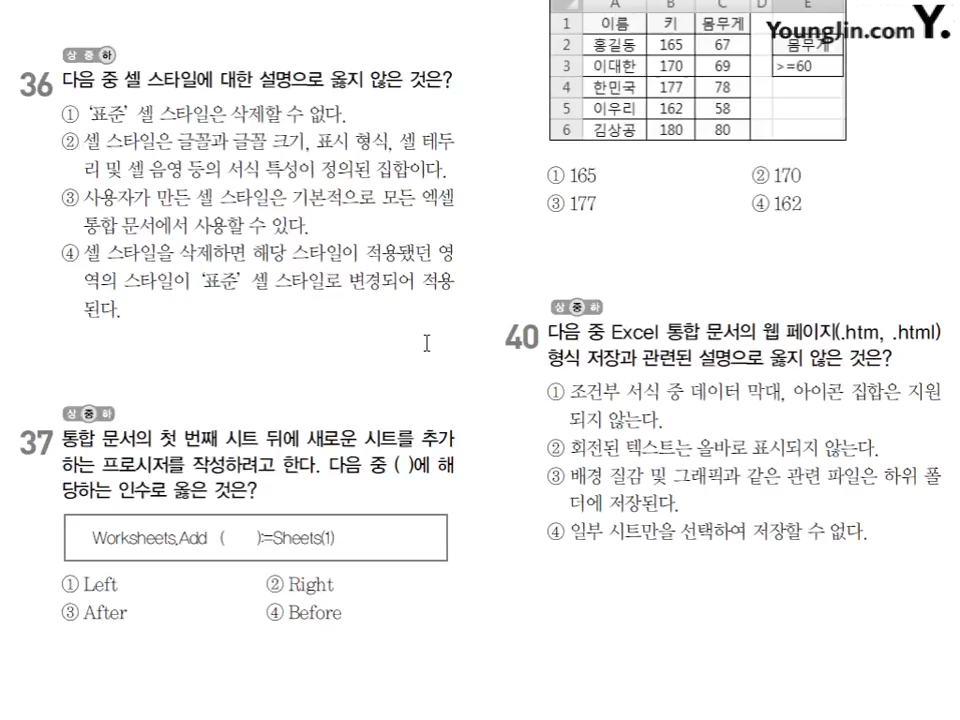 상 중 하
36 다음 중 셀 스타일에 대한 설명으로 옳지 않은 것은?
① ‘표준’ 셀 스타일은 삭제할 수 없다.
② 셀 스타일은 글꼴과 글꼴 크기, 표시 형식, 셀 테두
리 및 셀 음영 등의 서식 특성이 정의된 집합이다.
③ 사용자가 만든 셀 스타일은 기본적으로 모든 엑셀
통합 문서에서 사용할 수 있다.
④ 셀 스타일을 삭제하면 해당 스타일이 적용됐던 영
역의 스타일이 ‘표준’ 셀 스타일로 변경되어 적용
된다.
상 중 하
37 통합 문서의 첫 번째 시트 뒤에 새로운 시트를 추가
하는 프로시저를 작성하려고 한다. 다음 중 ( )에 해
당하는 인수로 옳은 것은?
Worksheets.Add ( ):=Sheets(1)
① Left ② Right
③ After ④ Before
A B C D E
1 이름 키 몸무게
YoungJin.com Y.
2 홍길동 165 67 몸무게
3 이대한 170 69 >=60
4 한민국 177 78
5 이우리 162 58
6 김상공 180 80
① 165 ② 170
③ 177 ④ 162
상 중 하
40 다음 중 Excel 통합 문서의 웹 페이지(.htm, .html)
형식 저장과 관련된 설명으로 옳지 않은 것은?
① 조건부 서식 중 데이터 막대, 아이콘 집합은 지원
되지 않는다.
② 회전된 텍스트는 올바로 표시되지 않는다.
③ 배경 질감 및 그래픽과 같은 관련 파일은 하위 폴
더에 저장된다.
④ 일부 시트만을 선택하여 저장할 수 없다.